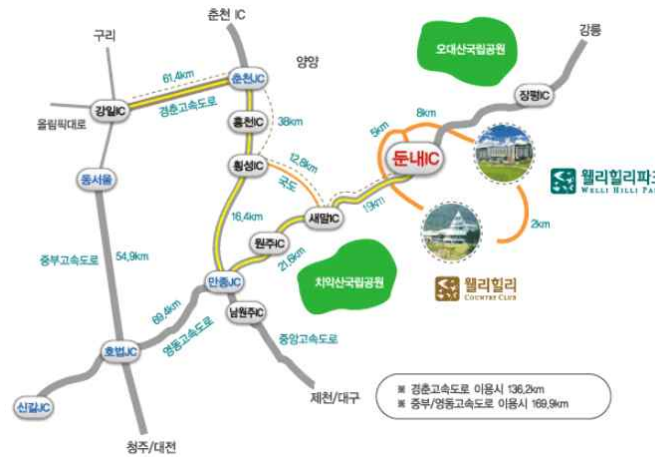 춘천 IC
구리
양양
오대산국립공원
강릉
61,4km
춘천JC
강일IC
경춘고속도로
올림픽대로
장평IC
홍천IC
38km
5km
8km
둔내IC
횡성IC
12,8km
국도
동서울
웰리힐리파크
WELLI HILLI PA
19km
새말IC
16,4km
2km
원주IC
중부고속도로
54,9km
21,6km
만종JC
치악산국립공원
웰리힐리
COUNTRY CLUB
69,4km
남원주IC
영동고속도로
중앙고속도로
호법JC
제천/대구
※ 경춘고속도로 이용시 136,2km
※ 중부/영동고속도로 이용시 169,9km
신갈JC
청주/대전